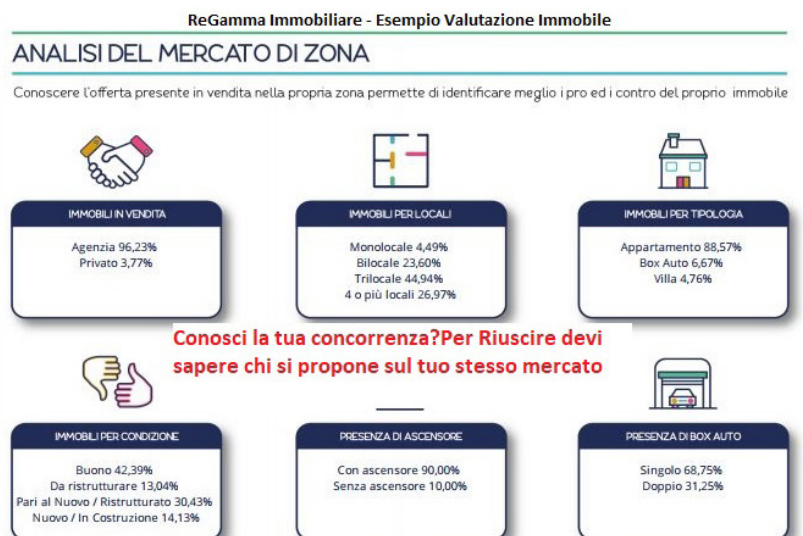 ReGamma Immobiliare - Esempio Valutazione Immobile
ANALISI DEL MERCATO DI ZONA
Conoscere l'offerta presente in vendita nella propria zona permette di identificare meglio i pro ed i contro del proprio immobile
IMMOBILI IN VENDITA
Agenzia 96,23%
Privato 3,77%
IMMOBILI PER LOCALI
Monolocale 4,49%
Bilocale 23,60%
Trilocale 44,94%
4 o più locali 26,97%
IMMOBILI PER TIPOLOGIA
Appartamento 88,57%
Box Auto 6,67%
Villa 4,76%
Conosci la tua concorrenza?Per Riuscire devi
sapere chi si propone sul tuo stesso mercato
IMMOBILI PER CONDIZIONE
Buono 42,39%
Da ristrutturare 13,04%
Pari al Nuovo / Ristrutturato 30,43%
Nuovo / In Costruzione 14,13%
PRESENZA DI ASCENSORE
Con ascensore 90,00%
Senza ascensore 10,00%
PRESENZA DI BOX AUTO
Singolo 68,75%
Doppio 31,25%